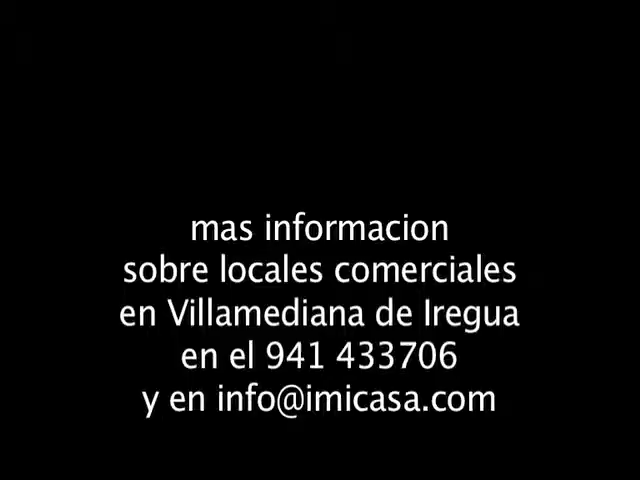 mas informacion
sobre locales comerciales
en Villamediana de Iregua
en el 941 433706
y en info@imicasa.com